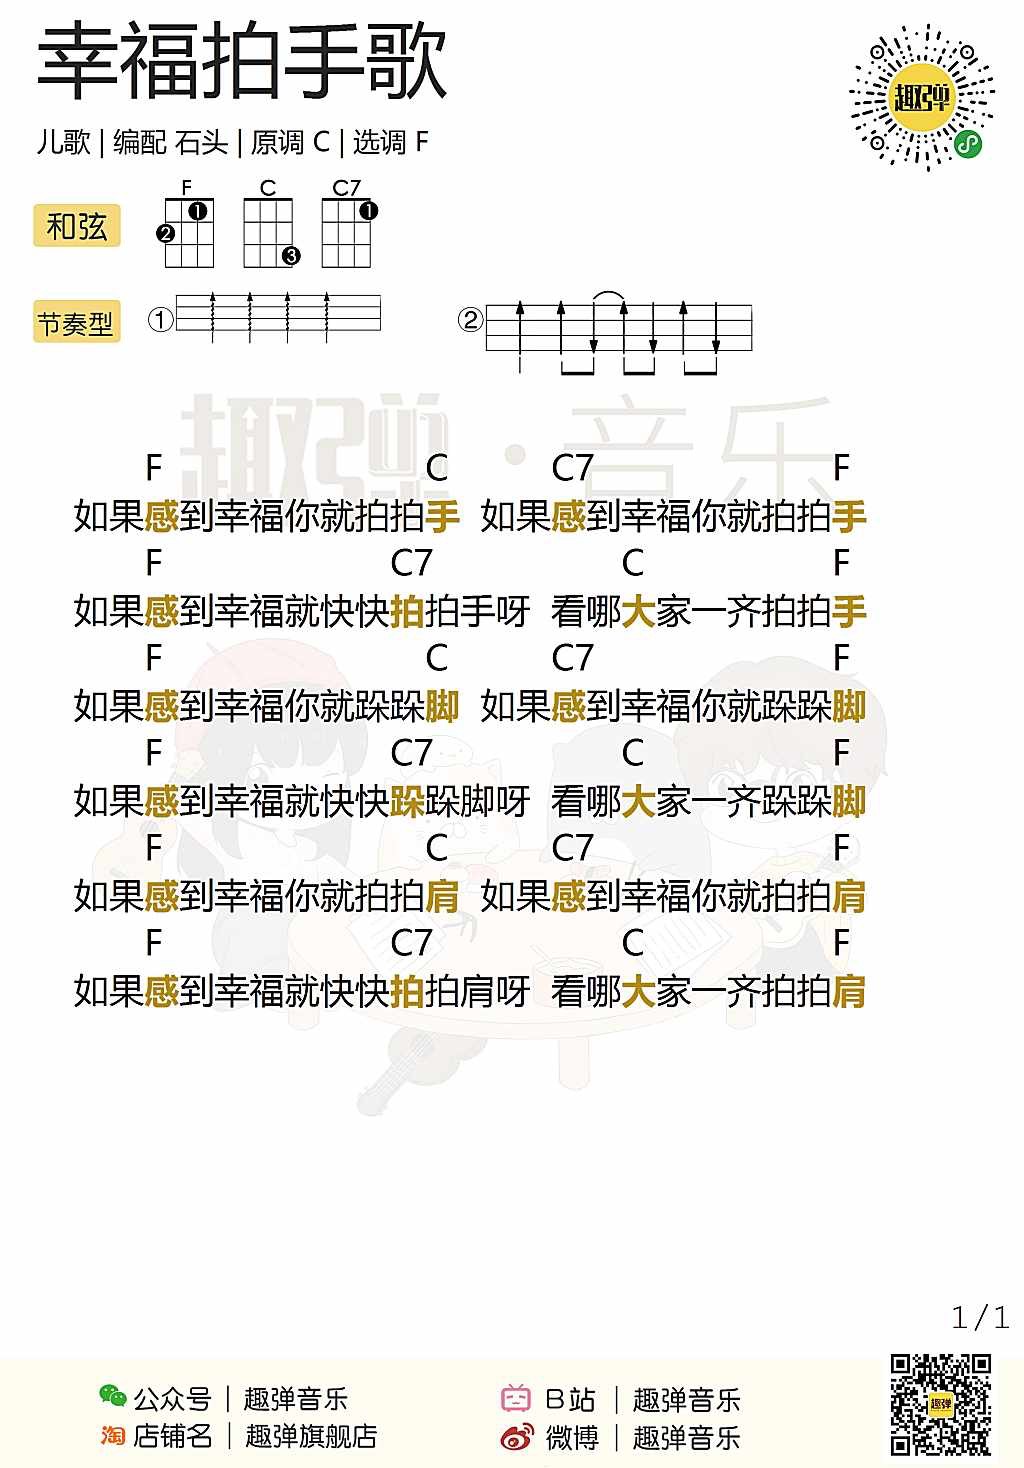 幸福拍手歌
趣弹
儿歌 | 编配 石头 | 原调 C | 选调 F
和弦
F C C7
1 2 3 1
节奏型
① ②
趣弹·音乐
F C C7 F
如果感到幸福你就拍拍手 如果感到幸福你就拍拍手
F C7 C F
如果感到幸福就快快拍拍手呀 看哪大家一齐拍拍手
F C C7 F
如果感到幸福你就跺跺脚 如果感到幸福你就跺跺脚
F C7 C F
如果感到幸福就快快跺跺脚呀 看哪大家一齐跺跺脚
F C C7 F
如果感到幸福你就拍拍肩 如果感到幸福你就拍拍肩
F C7 C F
如果感到幸福就快快拍拍肩呀 看哪大家一齐拍拍肩
1/1
公众号 | 趣弹音乐 B站 | 趣弹音乐
淘 店铺名 | 趣弹旗舰店 微博 | 趣弹音乐
趣弹